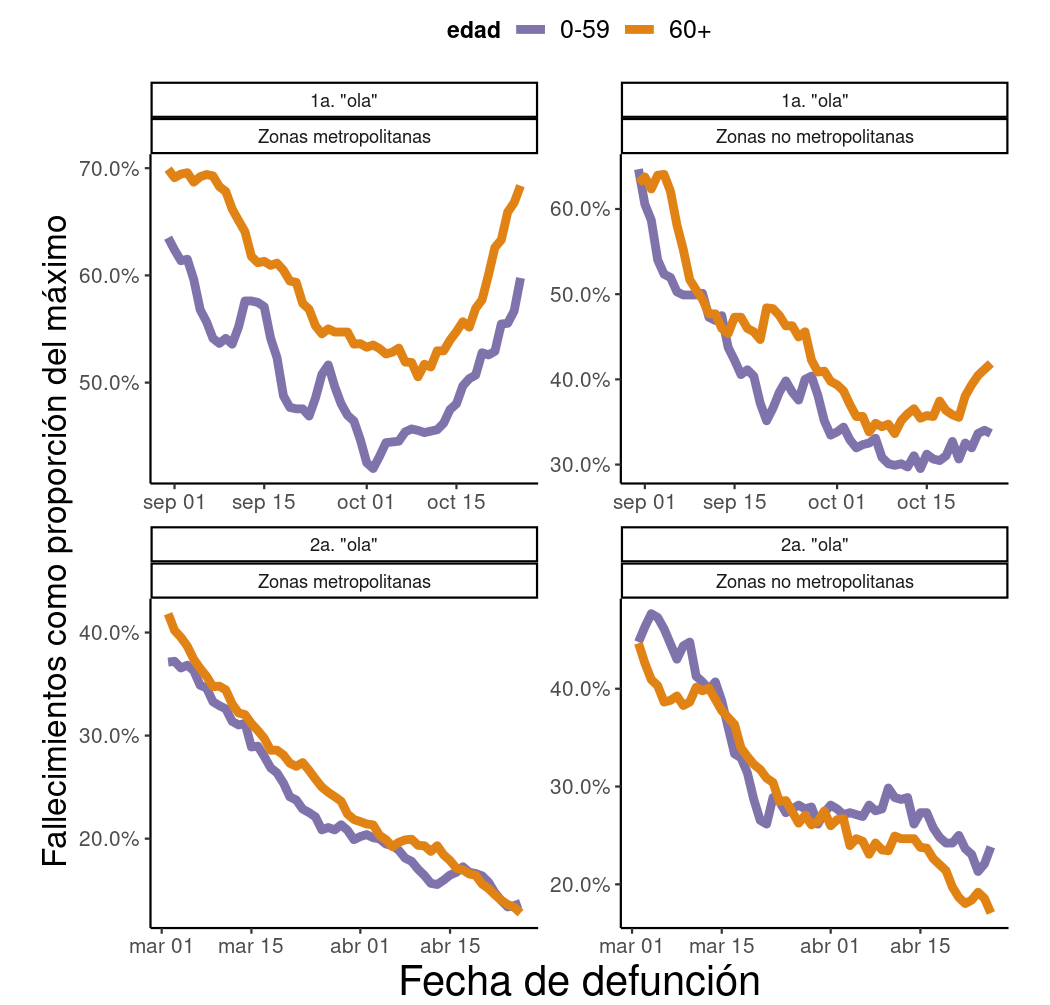 edad 0-59 60+
Fallecimientos como proporción del máximo
1a. "ola"
Zonas metropolitanas
70.0%
60.0%
50.0%
sep 01 sep 15 oct 01 oct 15
1a. "ola"
Zonas no metropolitanas
60.0%
50.0%
40.0%
30.0%
sep 01 sep 15 oct 01 oct 15
2a. "ola"
Zonas metropolitanas
40.0%
30.0%
20.0%
mar 01 mar 15 abr 01 abr 15
2a. "ola"
Zonas no metropolitanas
40.0%
30.0%
20.0%
mar 01 mar 15 abr 01 abr 15
Fecha de defunción